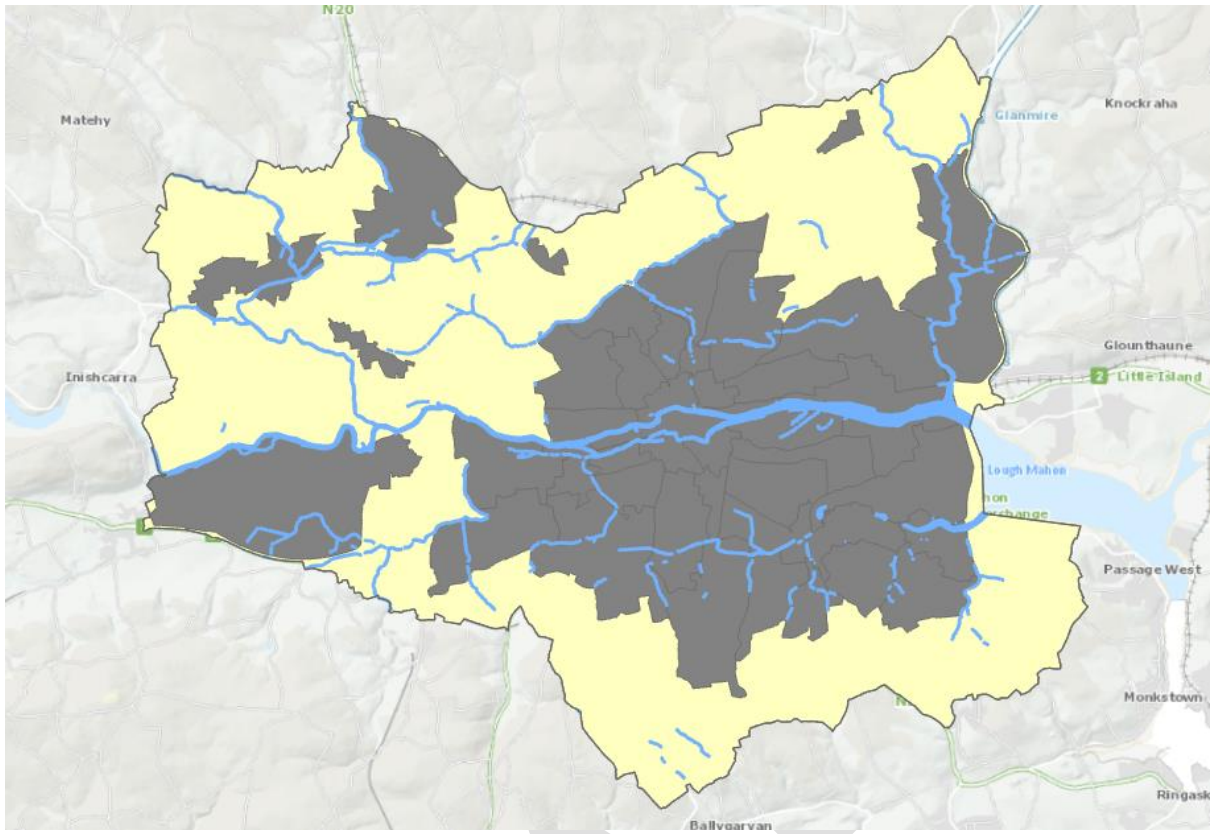 N20
Matehy
Knockraha
Glanmire
Glounthaune
Inishcarra
2 Little Island
Lough Mahon
Passage West
Monkstown
Ringask
Ballygarvan